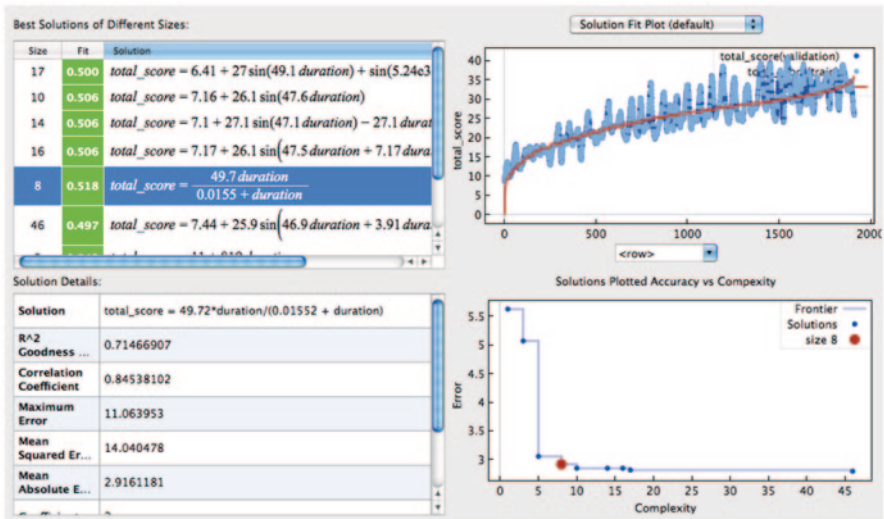 Best Solutions of Different Sizes:
Solution Fit Plot (default)
Size Fit Solution
17 0.500 total_score = 6.41 + 27 sin(49.1 duration) + sin(5.24e3
10 0.506 total_score = 7.16 + 26.1 sin(47.6 duration)
14 0.506 total_score = 7.1 + 27.1 sin(47.1 duration) − 27.1 durat
16 0.506 total_score = 7.17 + 26.1 sin(47.5 duration + 7.17 dura
8 0.518 total_score = 49.7 duration / 0.0155 + duration
46 0.497 total_score = 7.44 + 25.9 sin(46.9 duration + 3.91 dura
total_score(validation)
total_score
40
35
30
25
20
15
10
5
0
0 500 1000 1500 2000
<row>
Solution Details:
Solution total_score = 49.72*duration/(0.01552 + duration)
R^2 Goodness ... 0.71466907
Correlation Coefficient 0.84538102
Maximum Error 11.063953
Mean Squared Er... 14.040478
Mean Absolute E... 2.9161181
Solutions Plotted Accuracy vs Compexity
Frontier
Solutions
size 8
Error
5.5
5
4.5
4
3.5
3
0 5 10 15 20 25 30 35 40 45
Complexity